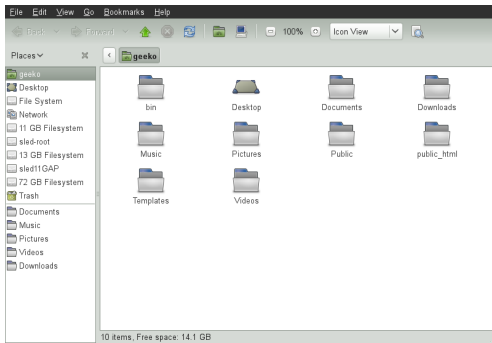 File Edit View Go Bookmarks Help
Back Forward 100% Icon View
Places
geeko
geeko
Desktop
File System
Network
11 GB Filesystem
sled-root
13 GB Filesystem
sled11GAP
72 GB Filesystem
Trash
Documents
Music
Pictures
Videos
Downloads
bin Desktop Documents Downloads
Music Pictures Public public_html
Templates Videos
10 items, Free space: 14.1 GB